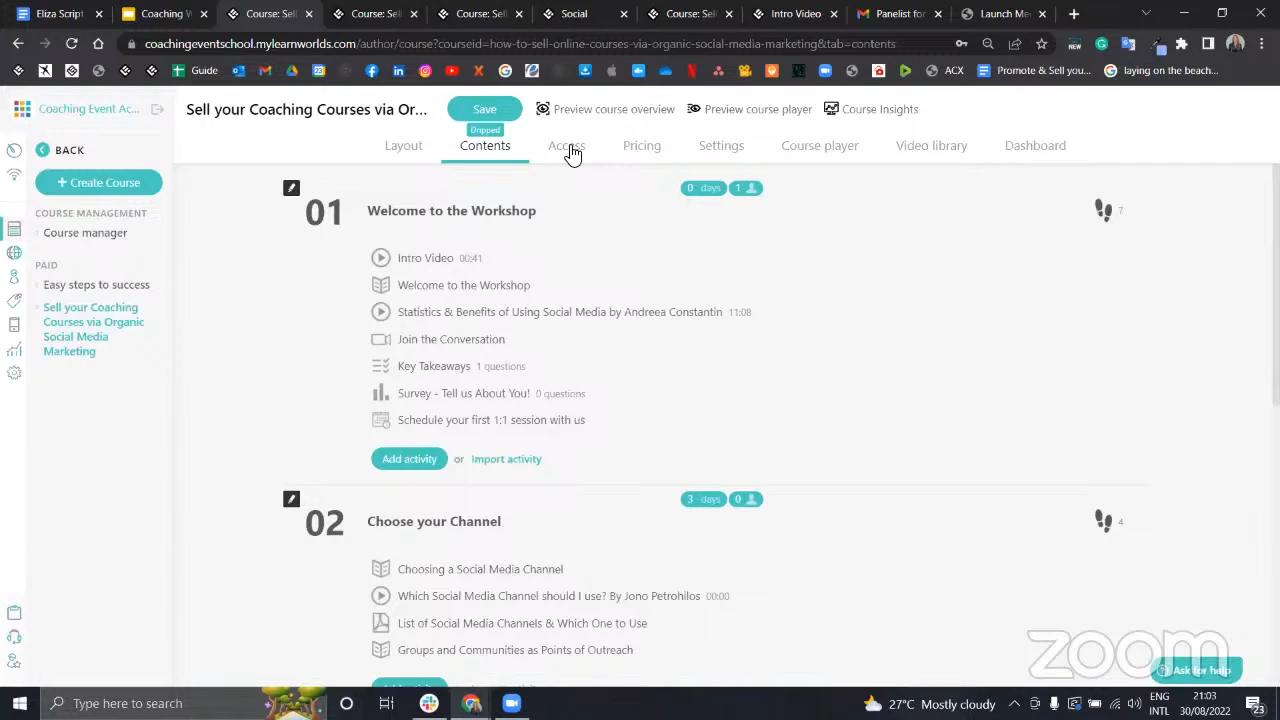 Eliza Script
Coaching W
Course: Sell
Course: Sell
Course: Sell
Social
Course: Sell
Intro Video
Panelist for
Launch Me
coachingeventschool.mylearnworlds.com/author/course?courseid=how-to-sell-online-courses-via-organic-social-media-marketing&tab=contents
NEW
Guide
ACX
Promote & Sell you...
laying on the beach...
Coaching Event Ac...
Sell your Coaching Courses via Or...
Save
Preview course overview
Preview course player
Course Insights
Dripped
BACK
Layout
Contents
Access
Pricing
Settings
Course player
Video library
Dashboard
+ Create Course
COURSE MANAGEMENT
Course manager
PAID
Easy steps to success
Sell your Coaching
Courses via Organic
Social Media
Marketing
0 days
1
01
Welcome to the Workshop
7
Intro Video 00:41
Welcome to the Workshop
Statistics & Benefits of Using Social Media by Andreea Constantin 11:08
Join the Conversation
Key Takeaways 1 questions
Survey - Tell us About You! 0 questions
Schedule your first 1:1 session with us
Add activity or Import activity
3 days
0
02
Choose your Channel
4
Choosing a Social Media Channel
Which Social Media Channel should I use? By Jono Petrohilos 00:00
List of Social Media Channels & Which One to Use
Groups and Communities as Points of Outreach
zoom
Ask for help
Type here to search
27°C Mostly cloudy
ENG
INTL
21:03
30/08/2022
23